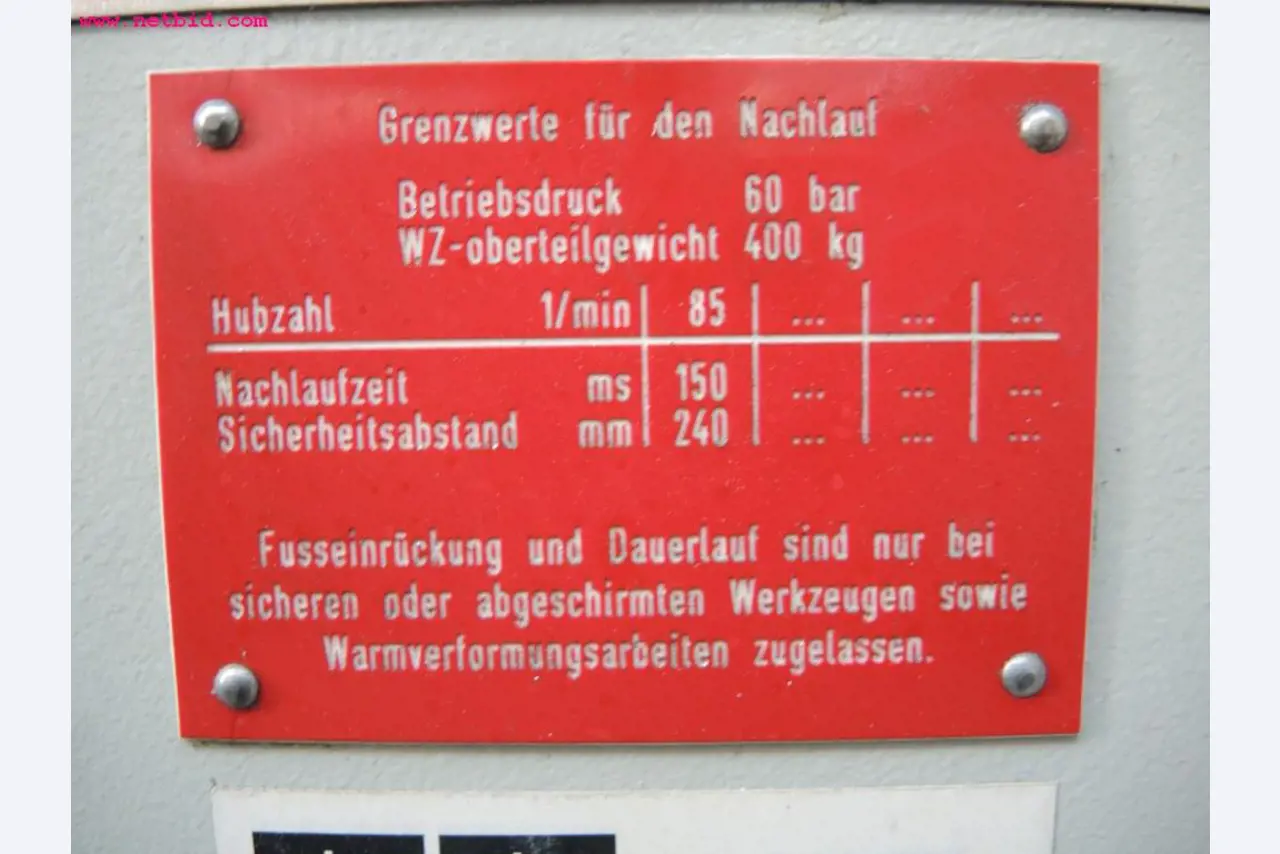 www.netbid.com
Grenzwerte für den Nachlauf
Betriebsdruck 60 bar
WZ-oberteilgewicht 400 kg
Hubzahl 1/min 85 ... ... ...
Nachlaufzeit ms 150 ... ... ...
Sicherheitsabstand mm 240 ... ... ...
Fusseinrückung und Dauerlauf sind nur bei
sicheren oder abgeschirmten Werkzeugen sowie
Warmverformungsarbeiten zugelassen.